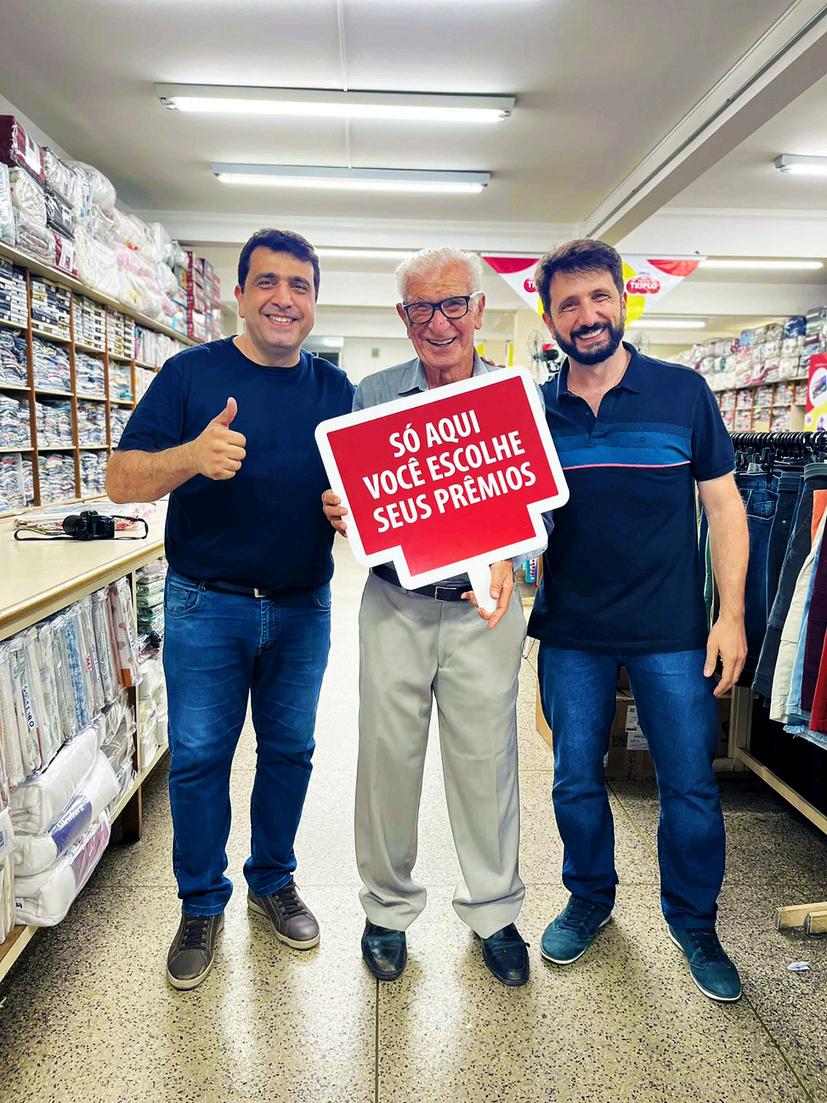 TRIPLO
SÓ AQUI
VOCÊ ESCOLHE
SEUS PRÊMIOS